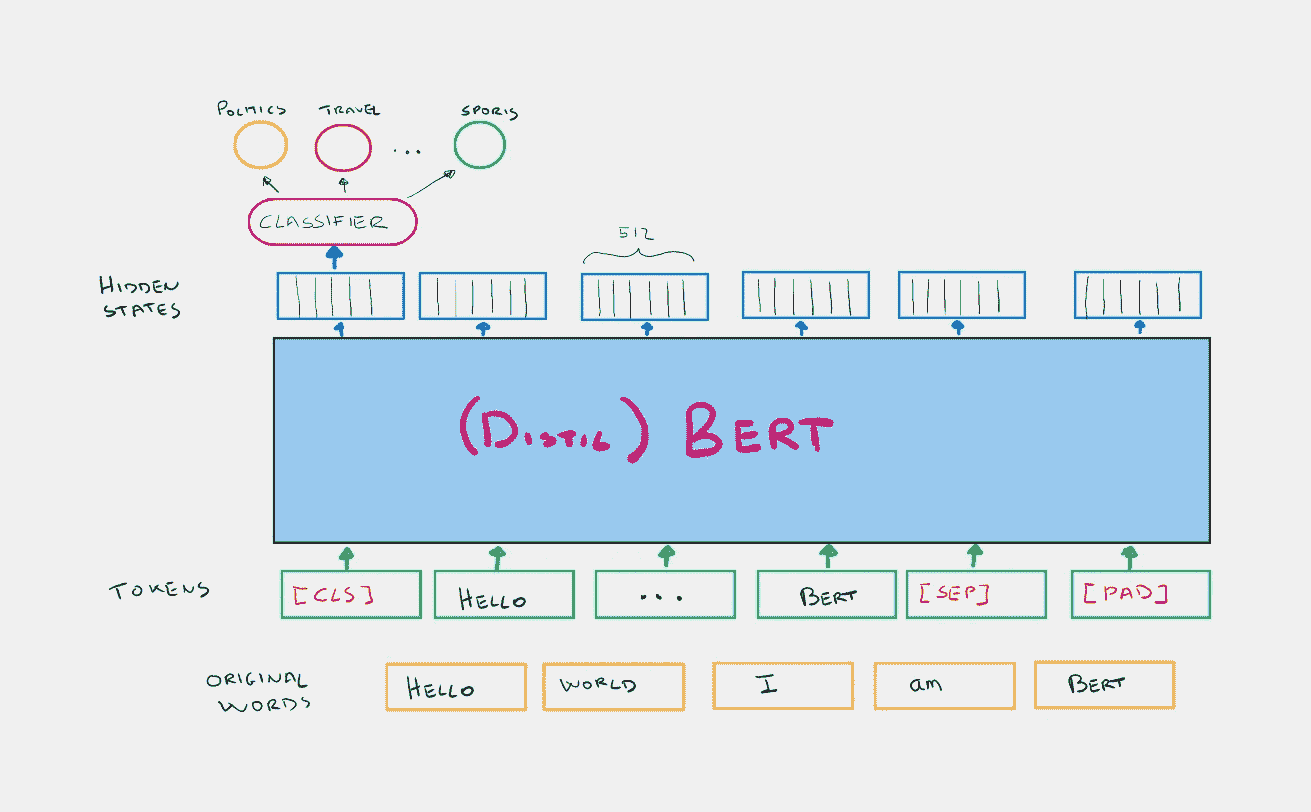 POLITICS TRAVEL SPORTS
...
CLASSIFIER
512
HIDDEN
STATES
(DISTIL) BERT
TOKENS [CLS] HELLO ... BERT [SEP] [PAD]
ORIGINAL
WORDS
HELLO WORLD I am BERT